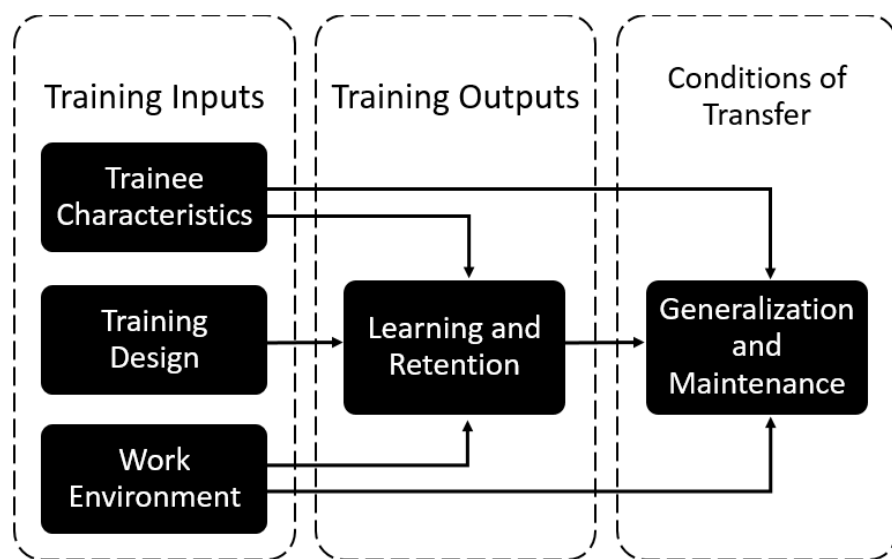 Training Inputs
Trainee
Characteristics
Training
Design
Work
Environment
Training Outputs
Learning and
Retention
Conditions of
Transfer
Generalization
and
Maintenance